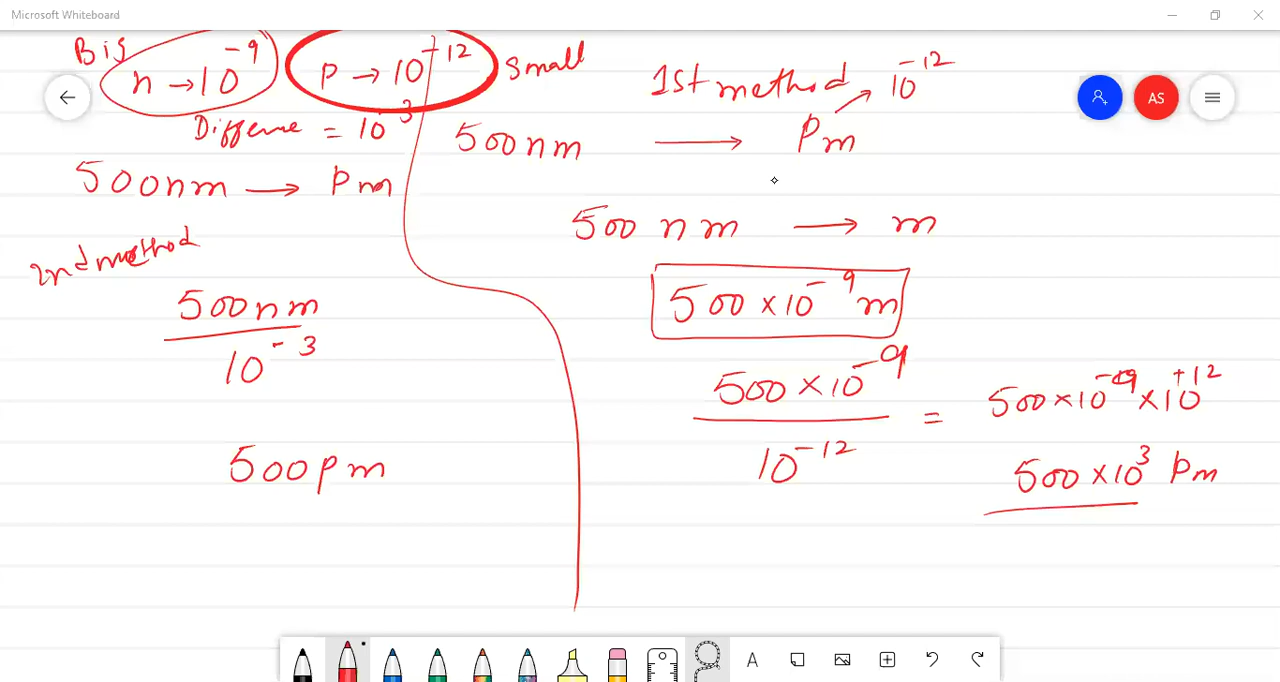 Microsoft Whiteboard
Big
n → 10⁻⁹
p → 10⁻¹²
Small
Differne = 10³
500nm → Pm
2nd method
500nm
10⁻³
500pm
1st method
10⁻¹²
500nm → Pm
500 nm → m
500 × 10⁻⁹ m
500 × 10⁻⁹
10⁻¹²
= 500 × 10⁻⁹ × 10⁺¹²
500 × 10³ Pm
AS
A